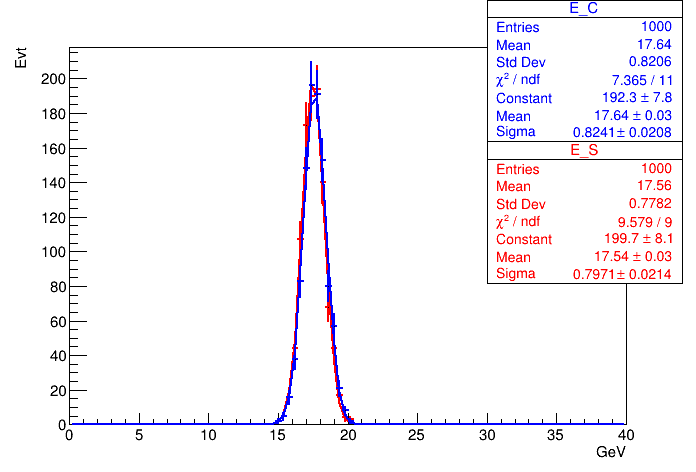 E_C
Entries 1000
Mean 17.64
Std Dev 0.8206
χ² / ndf 7.365 / 11
Constant 192.3 ± 7.8
Mean 17.64 ± 0.03
Sigma 0.8241± 0.0208
E_S
Entries 1000
Mean 17.56
Std Dev 0.7782
χ² / ndf 9.579 / 9
Constant 199.7 ± 8.1
Mean 17.54 ± 0.03
Sigma 0.7971± 0.0214
Evt
200
180
160
140
120
100
80
60
40
20
0
0 5 10 15 20 25 30 35 40
GeV